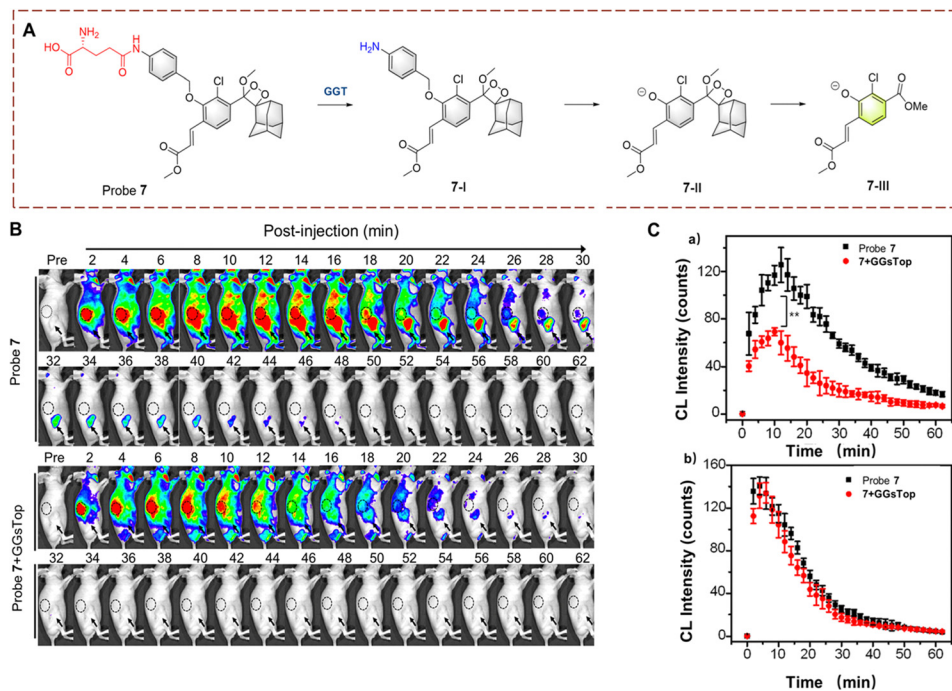 A
NH2
HO
O
O
H
N
O
Cl
O
O
O
O
O
Probe 7
GGT
H2N
O
Cl
O
O
O
O
O
7-I
O
Cl
O
O
O
O
O
7-II
O
Cl
O
OMe
O
O
7-III
B
Post-injection (min)
Pre 2 4 6 8 10 12 14 16 18 20 22 24 26 28 30
Probe 7
32 34 36 38 40 42 44 46 48 50 52 54 56 58 60 62
Pre 2 4 6 8 10 12 14 16 18 20 22 24 26 28 30
Probe 7+GGsTop
32 34 36 38 40 42 44 46 48 50 52 54 56 58 60 62
C
a)
Probe 7
7+GGsTop
**
CL Intensity (counts)
120
80
40
0
0 10 20 30 40 50 60
Time (min)
b)
Probe 7
7+GGsTop
CL Intensity (counts)
160
120
80
40
0
0 10 20 30 40 50 60
Time (min)